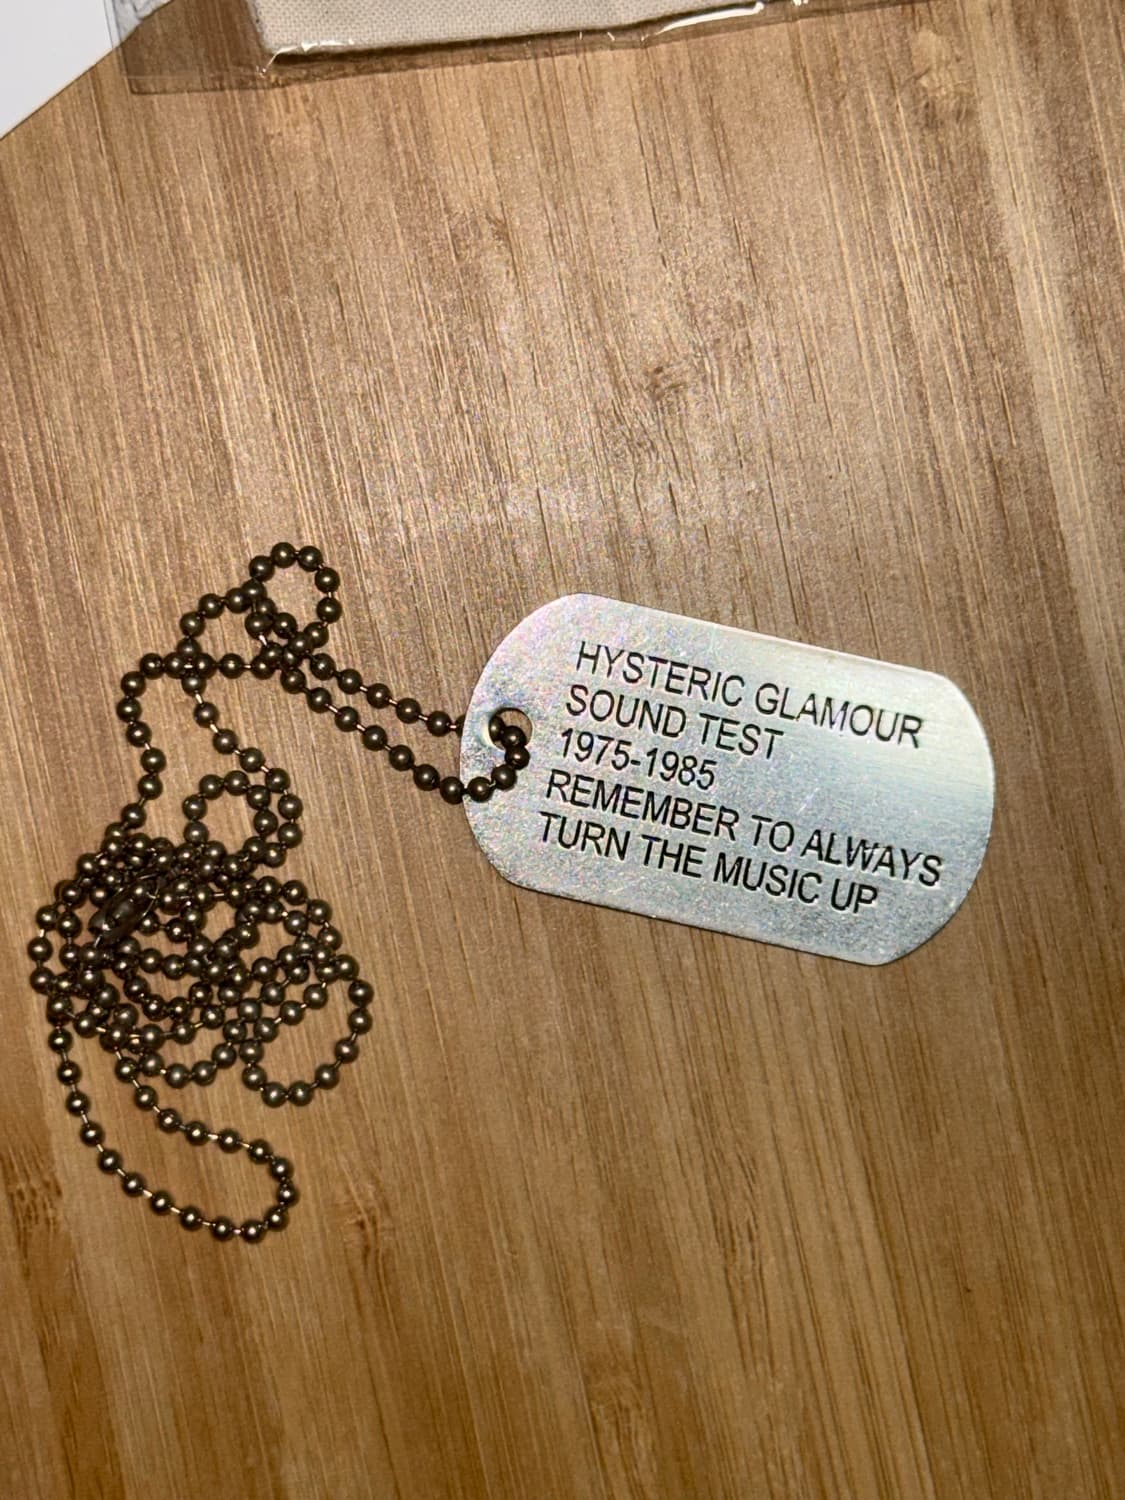 HYSTERIC GLAMOUR
SOUND TEST
1975-1985
REMEMBER TO ALWAYS
TURN THE MUSIC UP